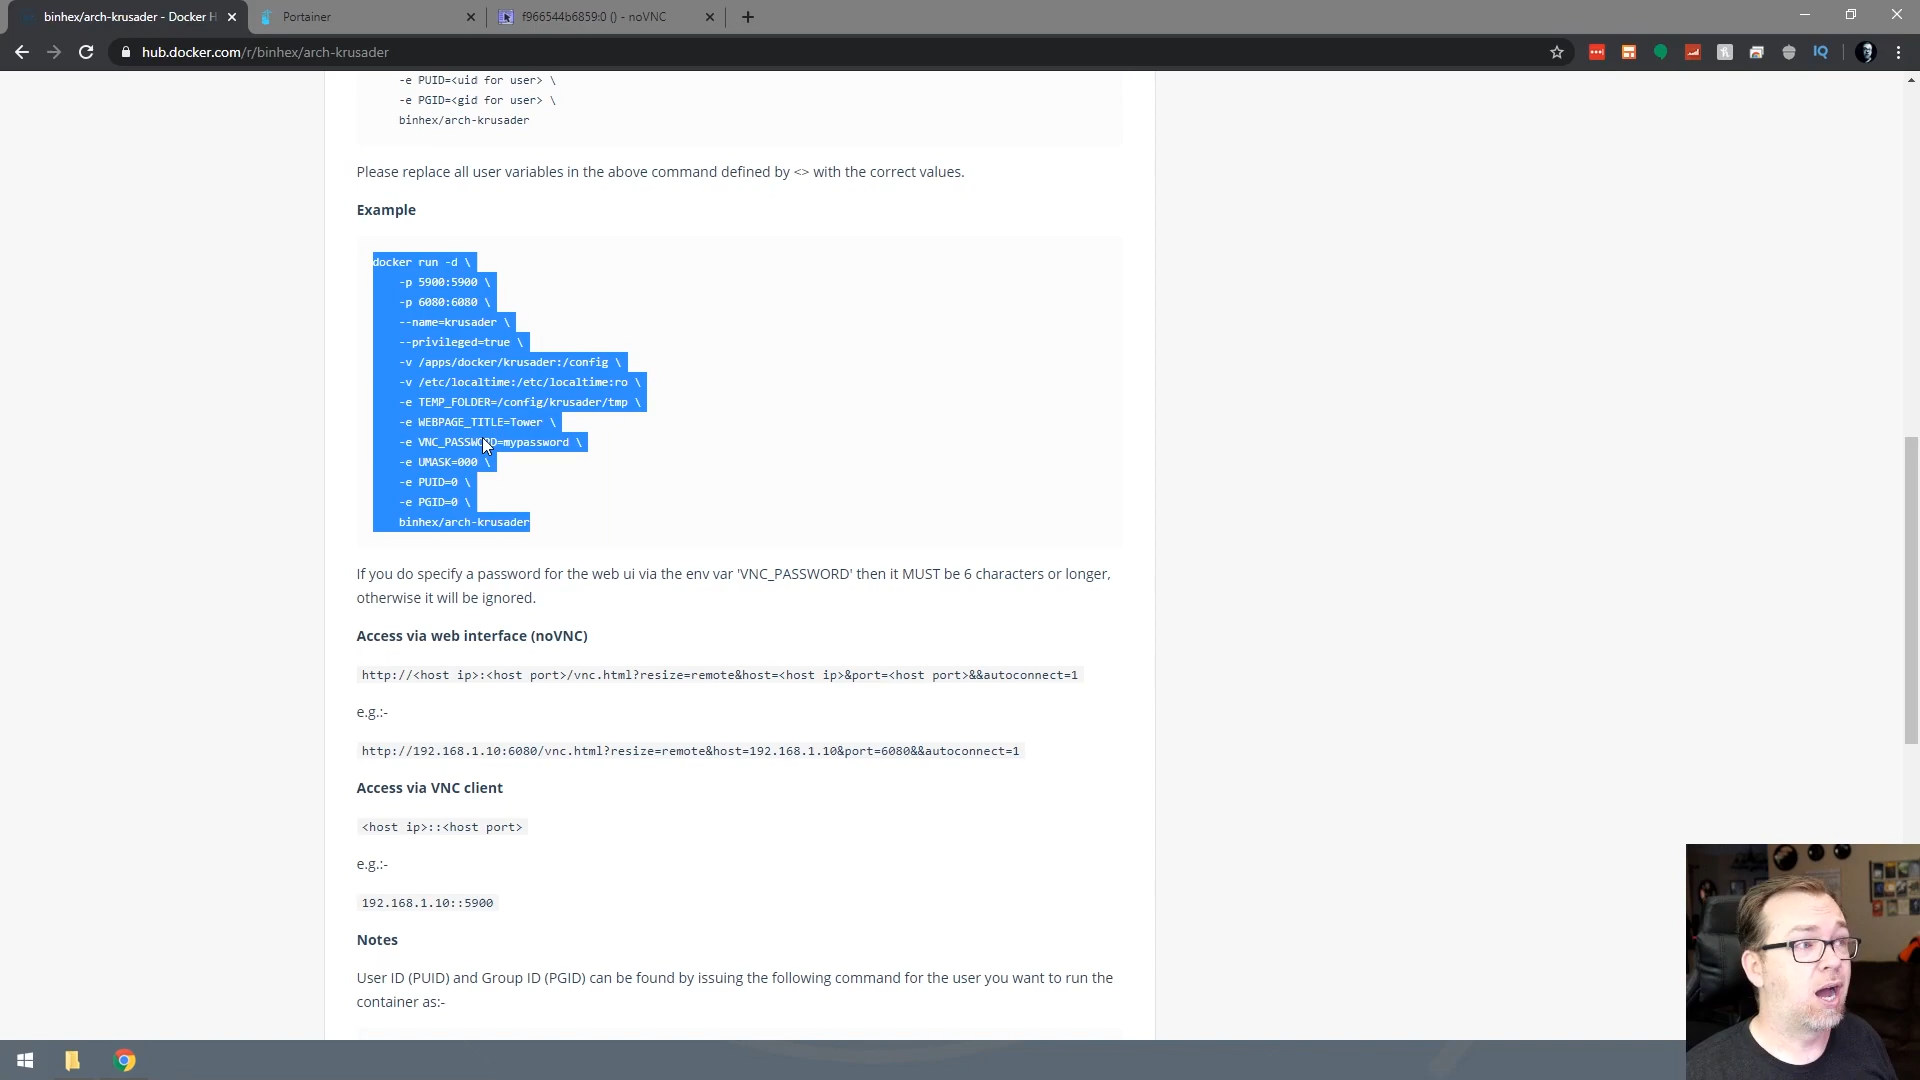 binhex/arch-krusader - Docker H
Portainer
f966544b6859:0 () - noVNC
hub.docker.com/r/binhex/arch-krusader
-e PUID=<uid for user> \
-e PGID=<gid for user> \
binhex/arch-krusader
Please replace all user variables in the above command defined by <> with the correct values.
Example
docker run -d \
-p 5900:5900 \
-p 6080:6080 \
--name=krusader \
--privileged=true \
-v /apps/docker/krusader:/config \
-v /etc/localtime:/etc/localtime:ro \
-e TEMP_FOLDER=/config/krusader/tmp \
-e WEBPAGE_TITLE=Tower \
-e VNC_PASSWORD=mypassword \
-e UMASK=000 \
-e PUID=0 \
-e PGID=0 \
binhex/arch-krusader
If you do specify a password for the web ui via the env var 'VNC_PASSWORD' then it MUST be 6 characters or longer,
otherwise it will be ignored.
Access via web interface (noVNC)
http://<host ip>:<host port>/vnc.html?resize=remote&host=<host ip>&port=<host port>&&autoconnect=1
e.g.:-
http://192.168.1.10:6080/vnc.html?resize=remote&host=192.168.1.10&port=6080&&autoconnect=1
Access via VNC client
<host ip>::<host port>
e.g.:-
192.168.1.10::5900
Notes
User ID (PUID) and Group ID (PGID) can be found by issuing the following command for the user you want to run the
container as:-